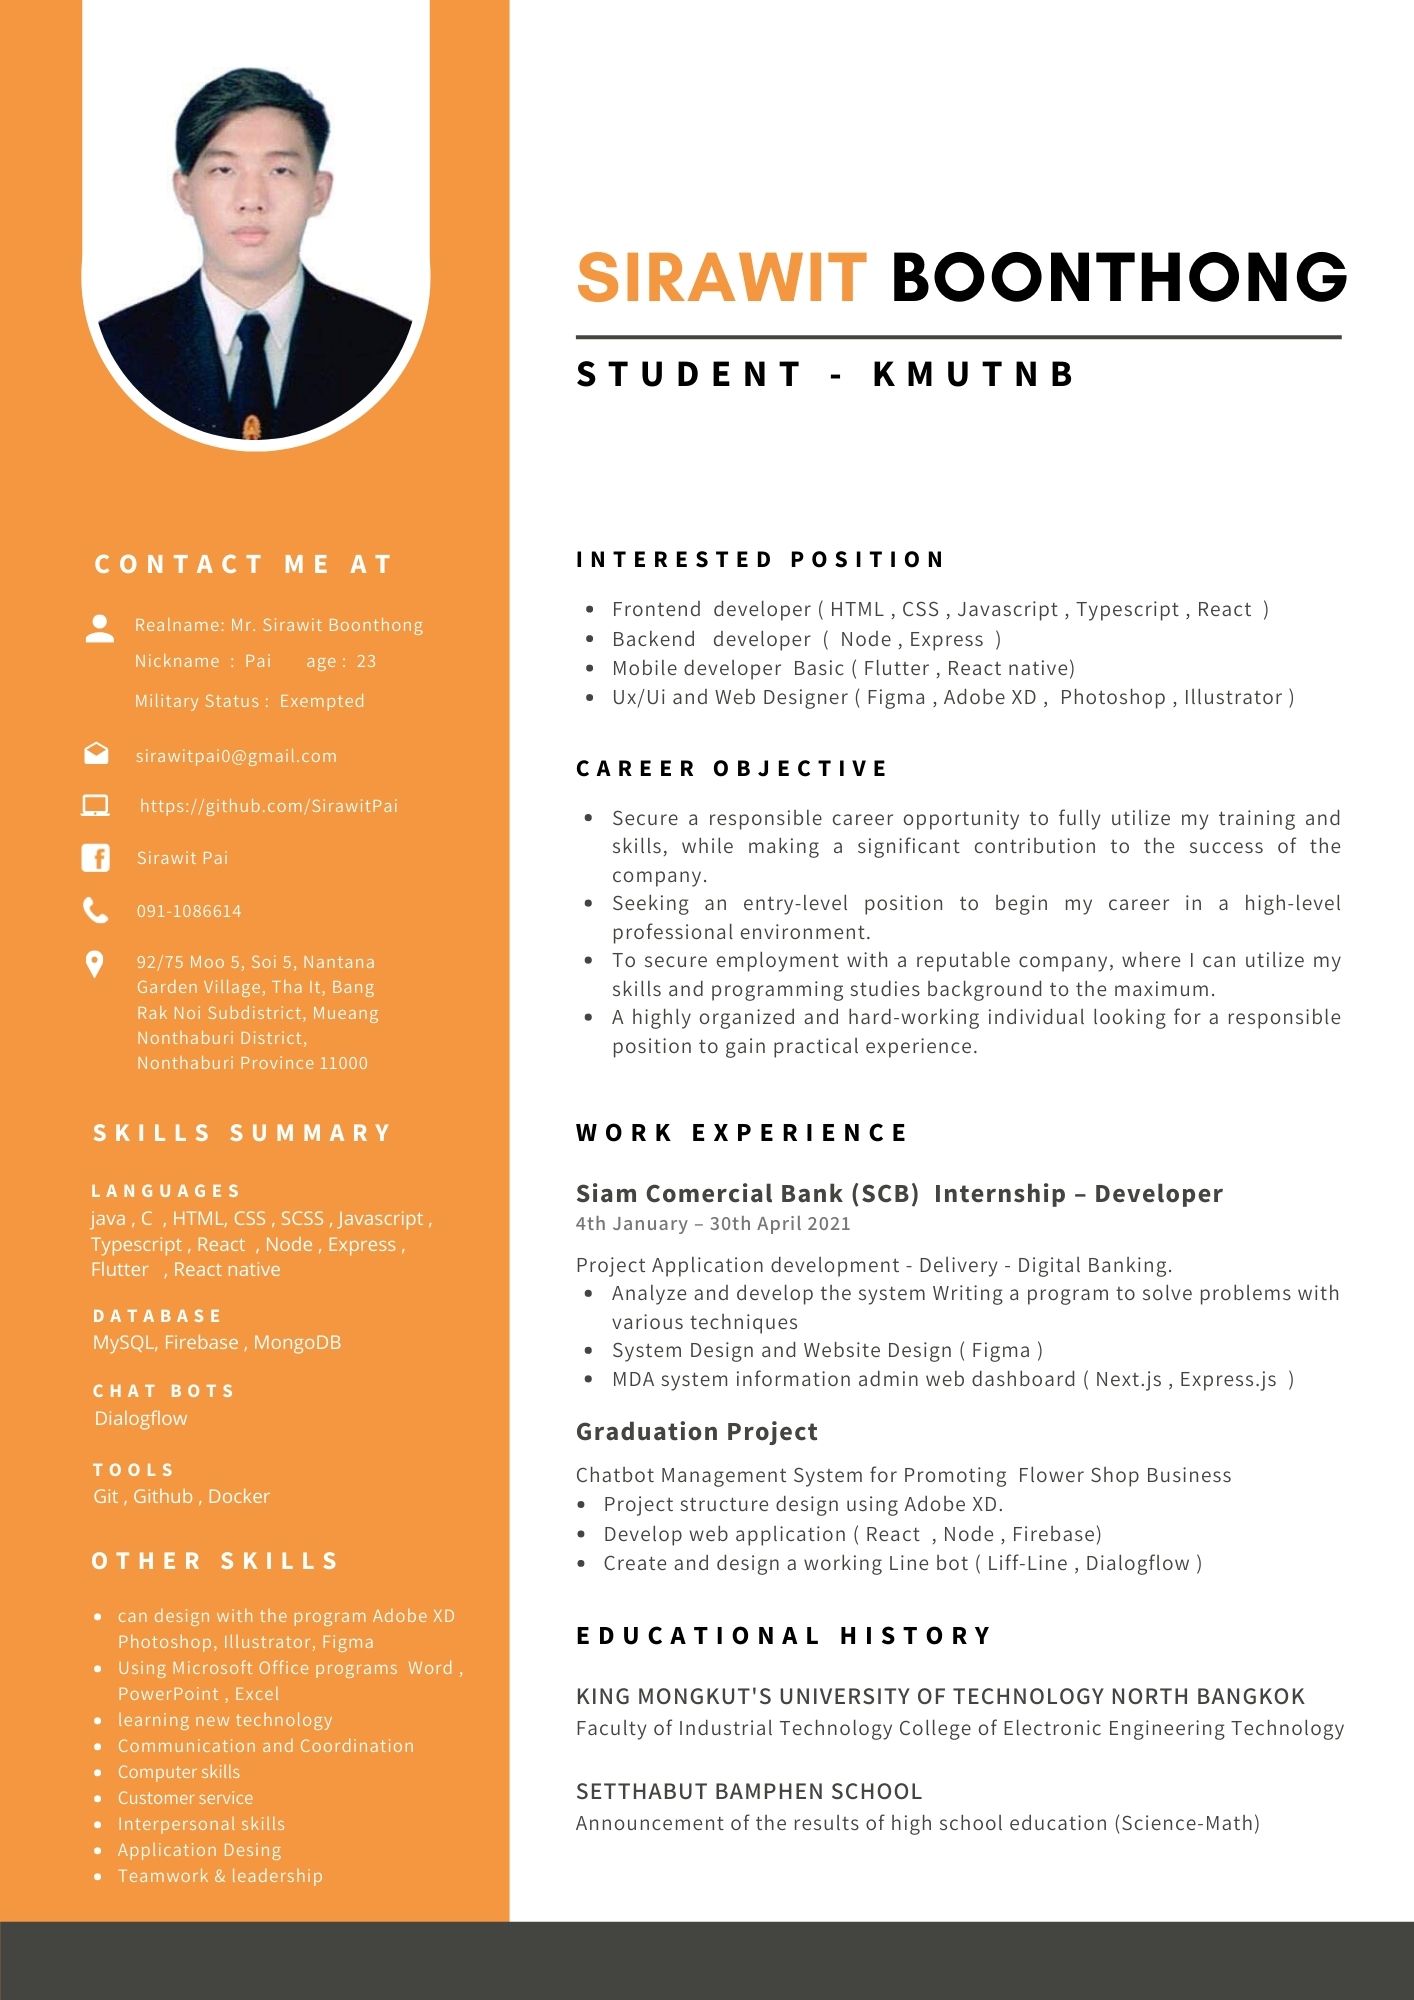 SIRAWIT BOONTHONG
STUDENT - KMUTNB
CONTACT ME AT
Realname: Mr. Sirawit Boonthong
Nickname : Pai age : 23
Military Status : Exempted
sirawitpai0@gmail.com
https://github.com/SirawitPai
Sirawit Pai
091-1086614
92/75 Moo 5, Soi 5, Nantana
Garden Village, Tha It, Bang
Rak Noi Subdistrict, Mueang
Nonthaburi District,
Nonthaburi Province 11000
SKILLS SUMMARY
LANGUAGES
java , C , HTML, CSS , SCSS , Javascript ,
Typescript , React , Node , Express ,
Flutter , React native
DATABASE
MySQL, Firebase , MongoDB
CHAT BOTS
Dialogflow
TOOLS
Git , Github , Docker
OTHER SKILLS
• can design with the program Adobe XD
Photoshop, Illustrator, Figma
• Using Microsoft Office programs Word ,
PowerPoint , Excel
• learning new technology
• Communication and Coordination
• Computer skills
• Customer service
• Interpersonal skills
• Application Desing
• Teamwork & leadership
INTERESTED POSITION
• Frontend developer ( HTML , CSS , Javascript , Typescript , React )
• Backend developer ( Node , Express )
• Mobile developer Basic ( Flutter , React native)
• Ux/Ui and Web Designer ( Figma , Adobe XD , Photoshop , Illustrator )
CAREER OBJECTIVE
• Secure a responsible career opportunity to fully utilize my training and
skills, while making a significant contribution to the success of the
company.
• Seeking an entry-level position to begin my career in a high-level
professional environment.
• To secure employment with a reputable company, where I can utilize my
skills and programming studies background to the maximum.
• A highly organized and hard-working individual looking for a responsible
position to gain practical experience.
WORK EXPERIENCE
Siam Comercial Bank (SCB) Internship – Developer
4th January – 30th April 2021
Project Application development - Delivery - Digital Banking.
• Analyze and develop the system Writing a program to solve problems with
various techniques
• System Design and Website Design ( Figma )
• MDA system information admin web dashboard ( Next.js , Express.js )
Graduation Project
Chatbot Management System for Promoting Flower Shop Business
• Project structure design using Adobe XD.
• Develop web application ( React , Node , Firebase)
• Create and design a working Line bot ( Liff-Line , Dialogflow )
EDUCATIONAL HISTORY
KING MONGKUT'S UNIVERSITY OF TECHNOLOGY NORTH BANGKOK
Faculty of Industrial Technology College of Electronic Engineering Technology
SETTHABUT BAMPHEN SCHOOL
Announcement of the results of high school education (Science-Math)